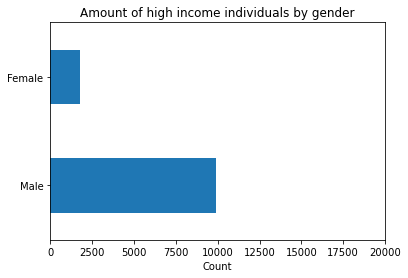 Amount of high income individuals by gender
Female
Male
0 2500 5000 7500 10000 12500 15000 17500 20000
Count